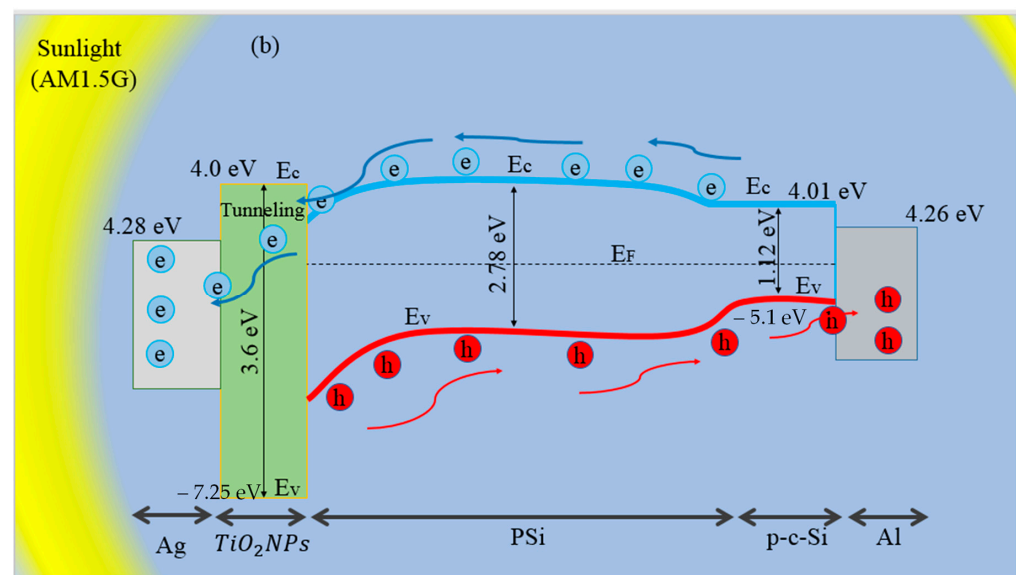 Sunlight
(AM1.5G)
(b)
4.0 eV
Ec
Tunneling
4.28 eV
3.6 eV
– 7.25 eV
Ev
e
e
e
e
e
e
e
e
e
e
e
Ec
2.78 eV
EF
Ev
Ec
4.01 eV
1.12 eV
Ev
– 5.1 eV
4.26 eV
h
h
h
h
h
h
h
h
Ag
TiO₂NPs
PSi
p-c-Si
Al